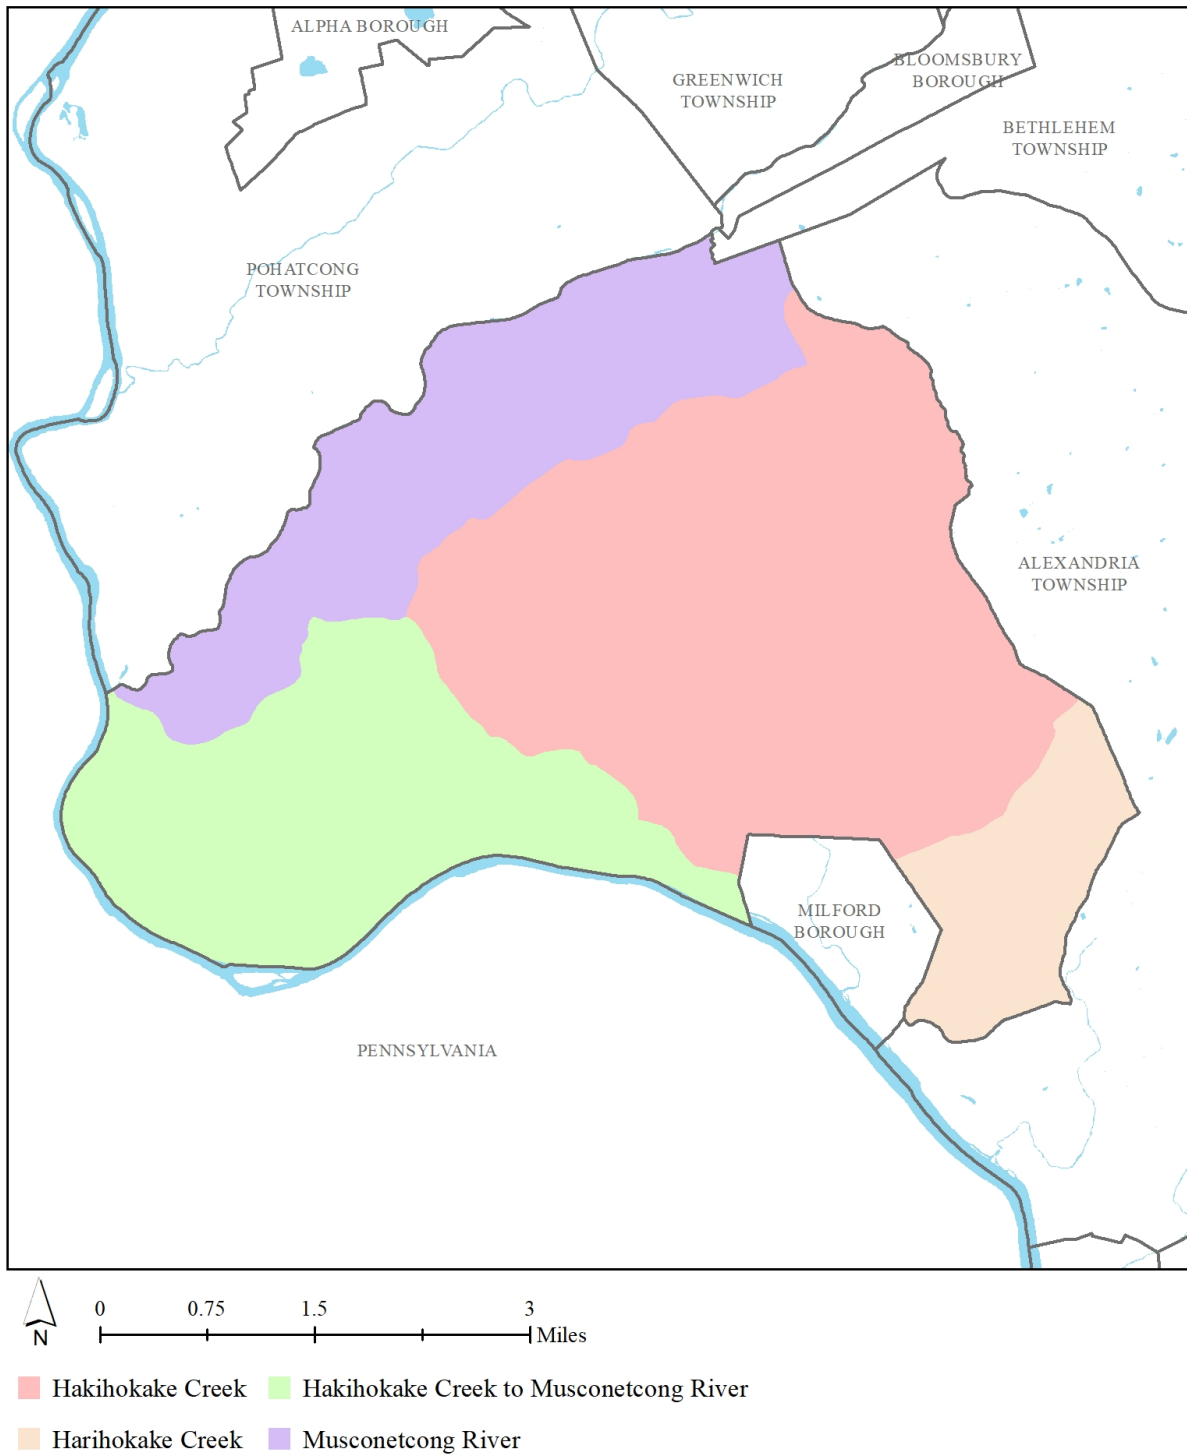 ALPHA BOROUGH
GREENWICH
TOWNSHIP
BLOOMSBURY
BOROUGH
BETHLEHEM
TOWNSHIP
POHATCONG
TOWNSHIP
ALEXANDRIA
TOWNSHIP
MILFORD
BOROUGH
PENNSYLVANIA
N
0 0.75 1.5 3
Miles
Hakihokake Creek
Hakihokake Creek to Musconetcong River
Harihokake Creek
Musconetcong River